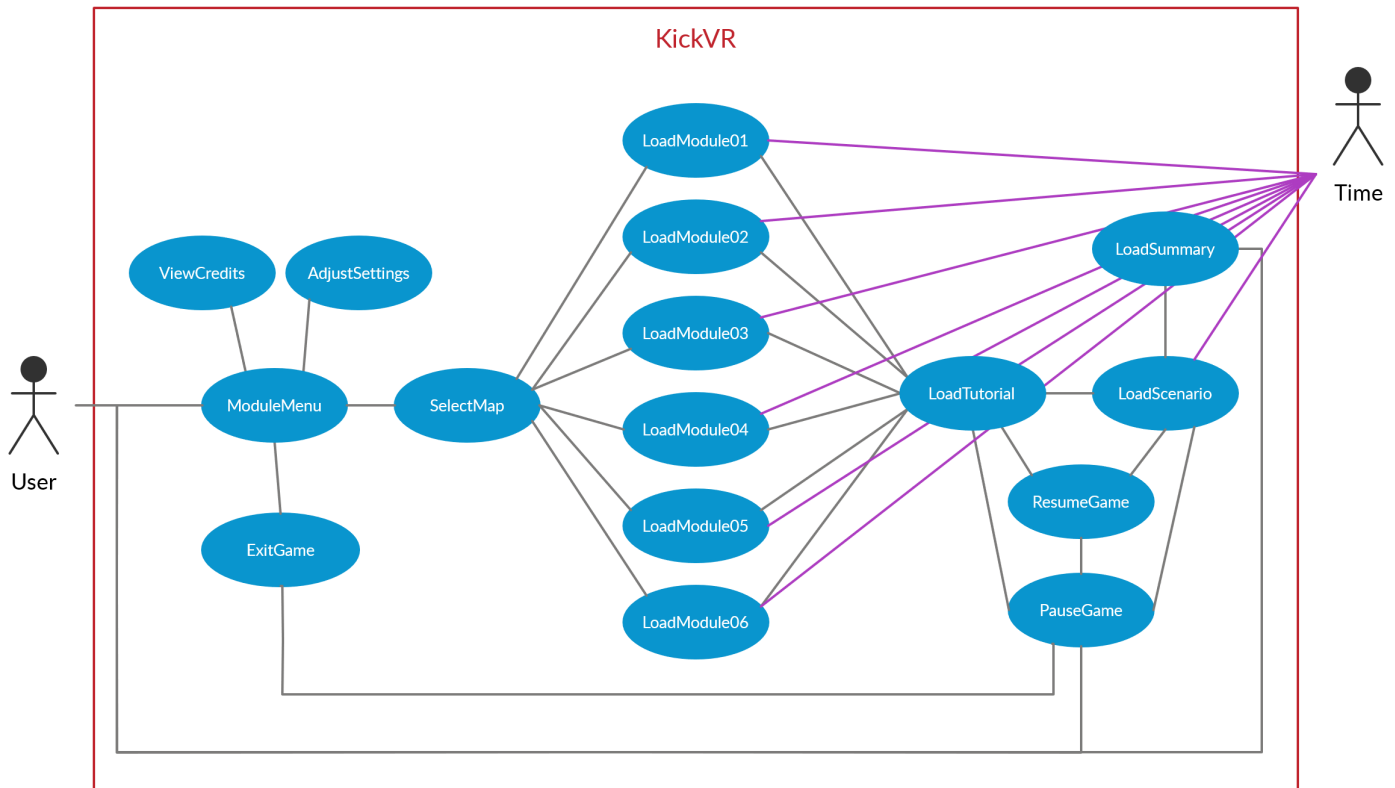 KickVR
LoadModule01
Time
LoadModule02
LoadSummary
ViewCredits
AdjustSettings
LoadModule03
ModuleMenu
SelectMap
LoadTutorial
LoadScenario
LoadModule04
User
ResumeGame
LoadModule05
ExitGame
PauseGame
LoadModule06